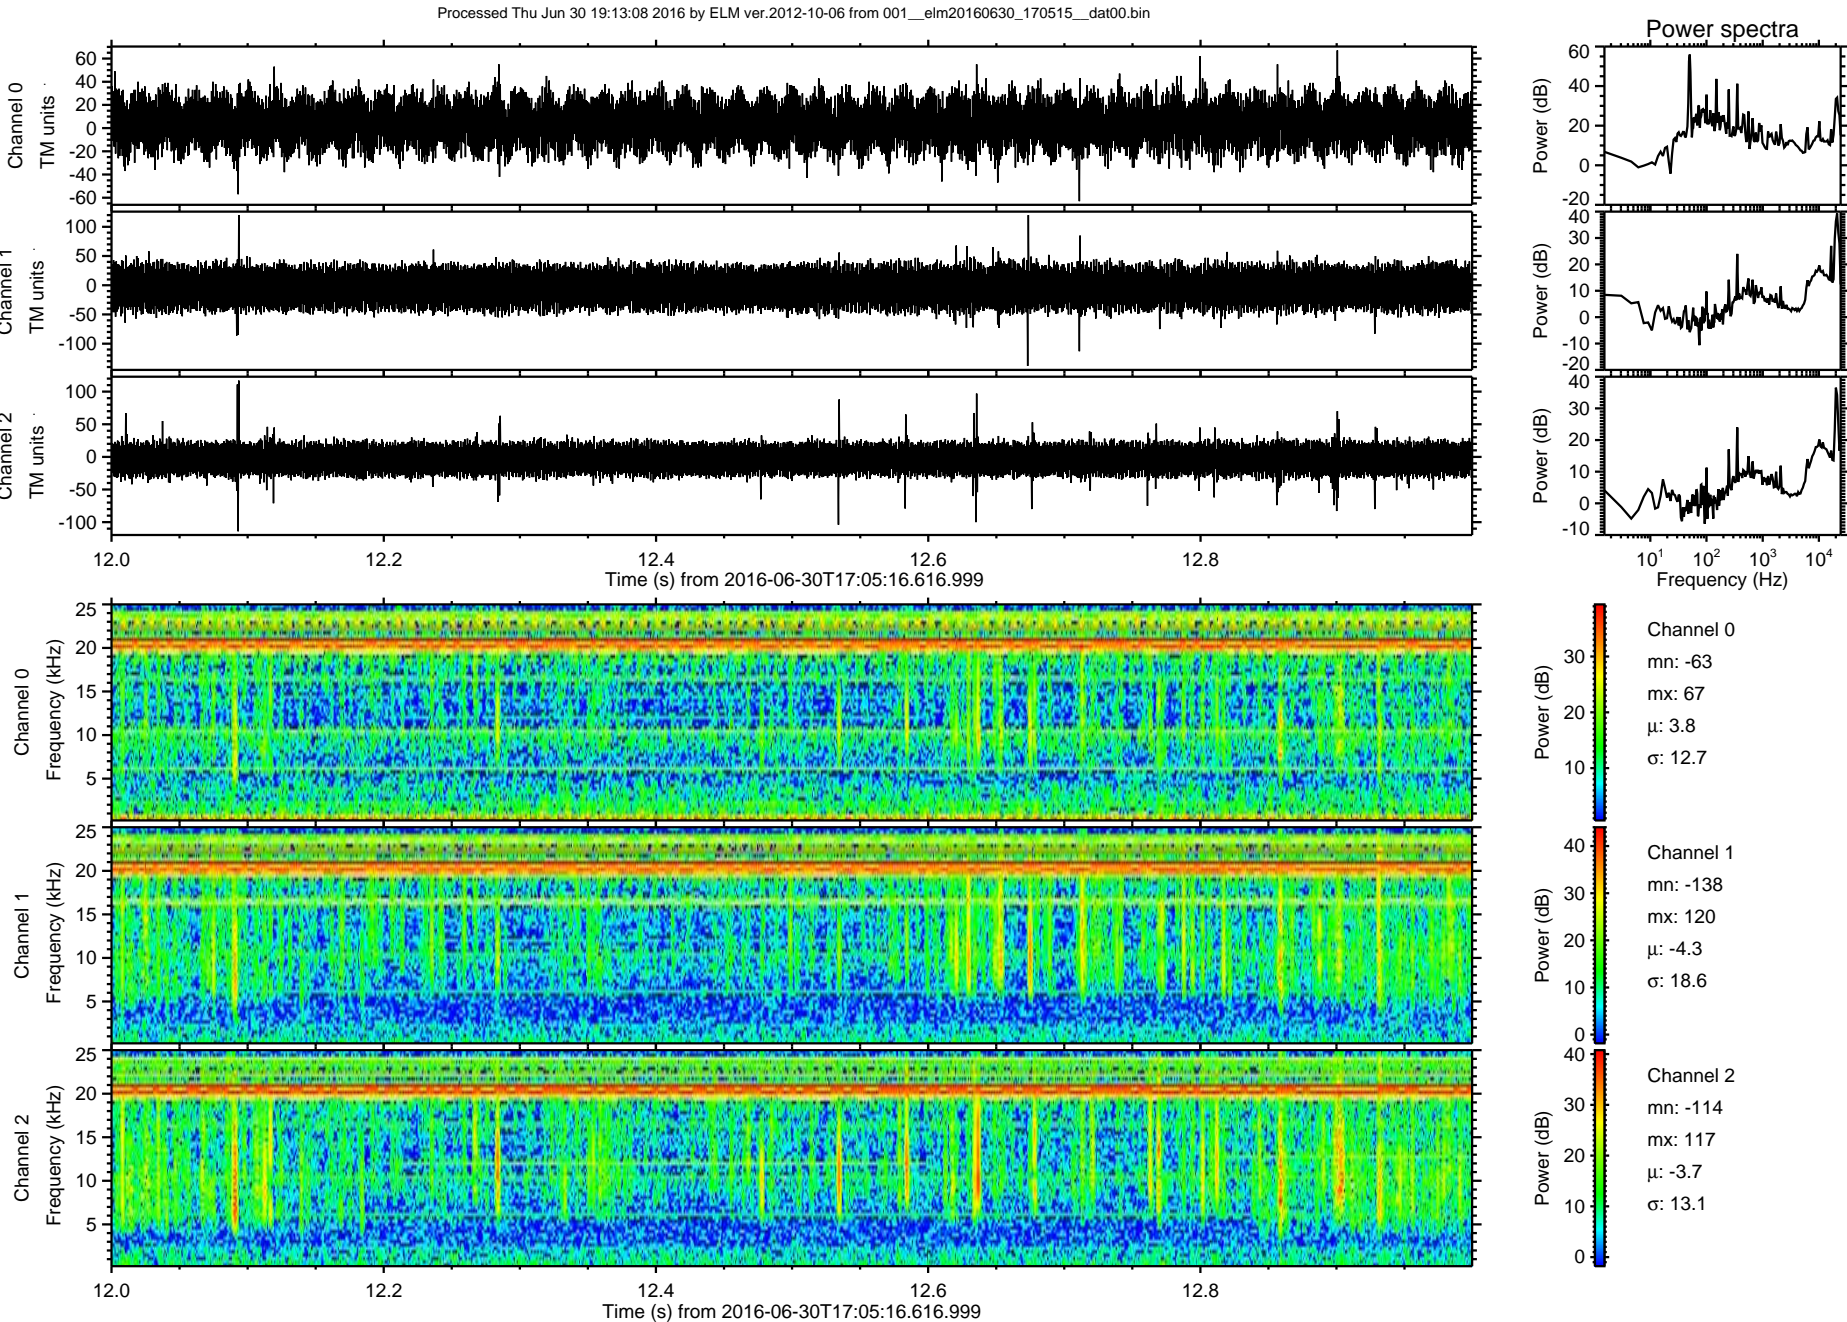 Processed Thu Jun 30 19:13:08 2016 by ELM ver.2012-10-06 from 001__elm20160630_170515__dat00.bin
Power spectra
Channel 0
TM units
60
40
20
0
-20
-40
-60
Power (dB)
60
40
20
0
-20
Channel 1
TM units
100
50
0
-50
-100
Power (dB)
40
30
20
10
0
-10
-20
Channel 2
TM units
100
50
0
-50
-100
Power (dB)
40
30
20
10
0
-10
12.0 12.2 12.4 12.6 12.8
Time (s) from 2016-06-30T17:05:16.616.999
10^1 10^2 10^3 10^4
Frequency (Hz)
Channel 0
Frequency (kHz)
25
20
15
10
5
Power (dB)
30
20
10
Channel 0
mn: -63
mx: 67
μ: 3.8
σ: 12.7
Channel 1
Frequency (kHz)
25
20
15
10
5
Power (dB)
40
30
20
10
0
Channel 1
mn: -138
mx: 120
μ: -4.3
σ: 18.6
Channel 2
Frequency (kHz)
25
20
15
10
5
Power (dB)
40
30
20
10
0
Channel 2
mn: -114
mx: 117
μ: -3.7
σ: 13.1
12.0 12.2 12.4 12.6 12.8
Time (s) from 2016-06-30T17:05:16.616.999